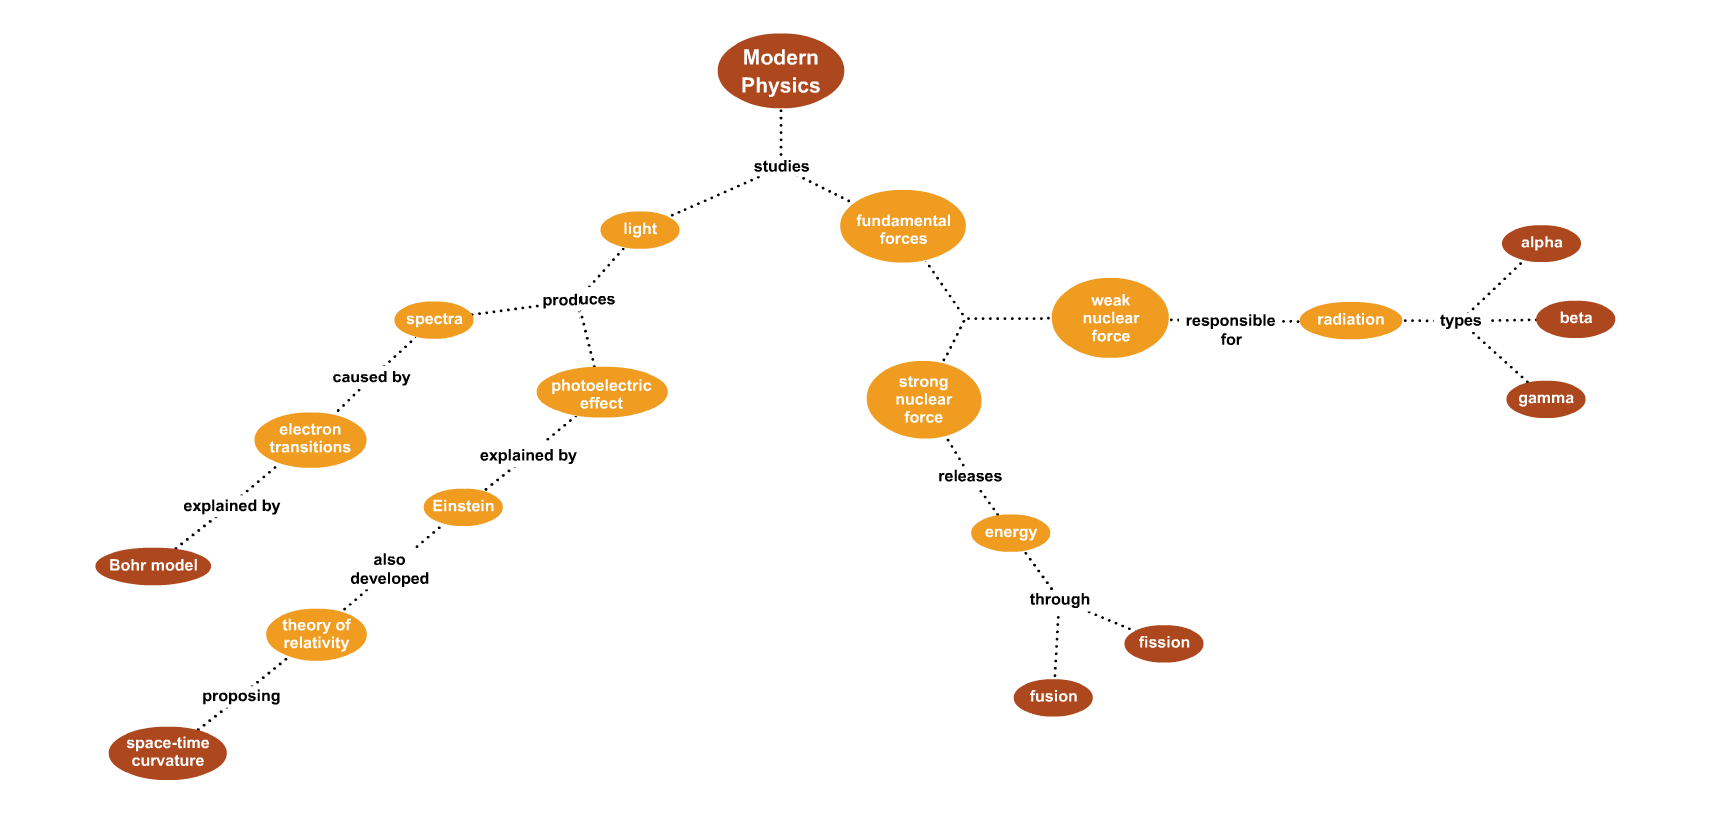 Modern
Physics
studies
light
fundamental
forces
produces
spectra
photoelectric
effect
caused by
electron
transitions
explained by
Bohr model
explained by
Einstein
also
developed
theory of
relativity
proposing
space-time
curvature
weak
nuclear
force
responsible
for
radiation
types
alpha
beta
gamma
strong
nuclear
force
releases
energy
through
fission
fusion